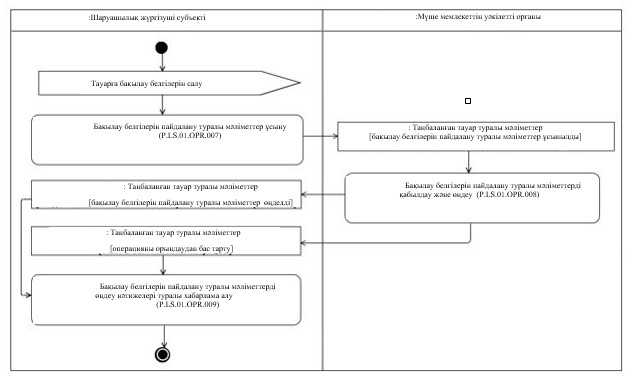 :Шаруашылық жүргізуші субъекті
:Мүше мемлекеттің уәкілетті органы
Тауарға бақылау белгілерін салу
Бақылау белгілерін пайдалану туралы мәліметтер ұсыну
(P.LS.01.OPR.007)
: Таңбаланған тауар туралы мәліметтер
[бақылау белгілерін пайдалану туралы мәліметтер ұсынылды]
Бақылау белгілерін пайдалану туралы мәліметтерді
қабылдау және өңдеу (P.LS.01.OPR.008)
: Таңбаланған тауар туралы мәліметтер
[бақылау белгілерін пайдалану туралы мәліметтер өңделді]
: Таңбаланған тауар туралы мәліметтер
[операцияны орындаудан бас тарту]
Бақылау белгілерін пайдалану туралы мәліметтерді
өңдеу нәтижелері туралы хабарлама алу
(P.LS.01.OPR.009)